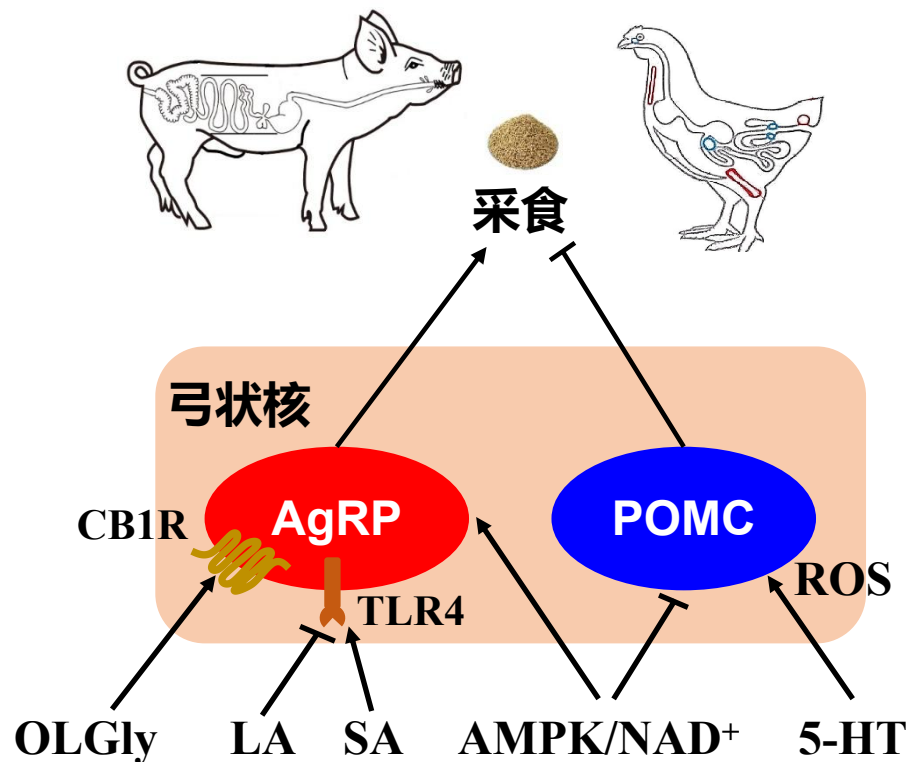 采食
弓状核
CB1R
AgRP
POMC
TLR4
ROS
OLGly
LA
SA
AMPK/NAD⁺
5-HT